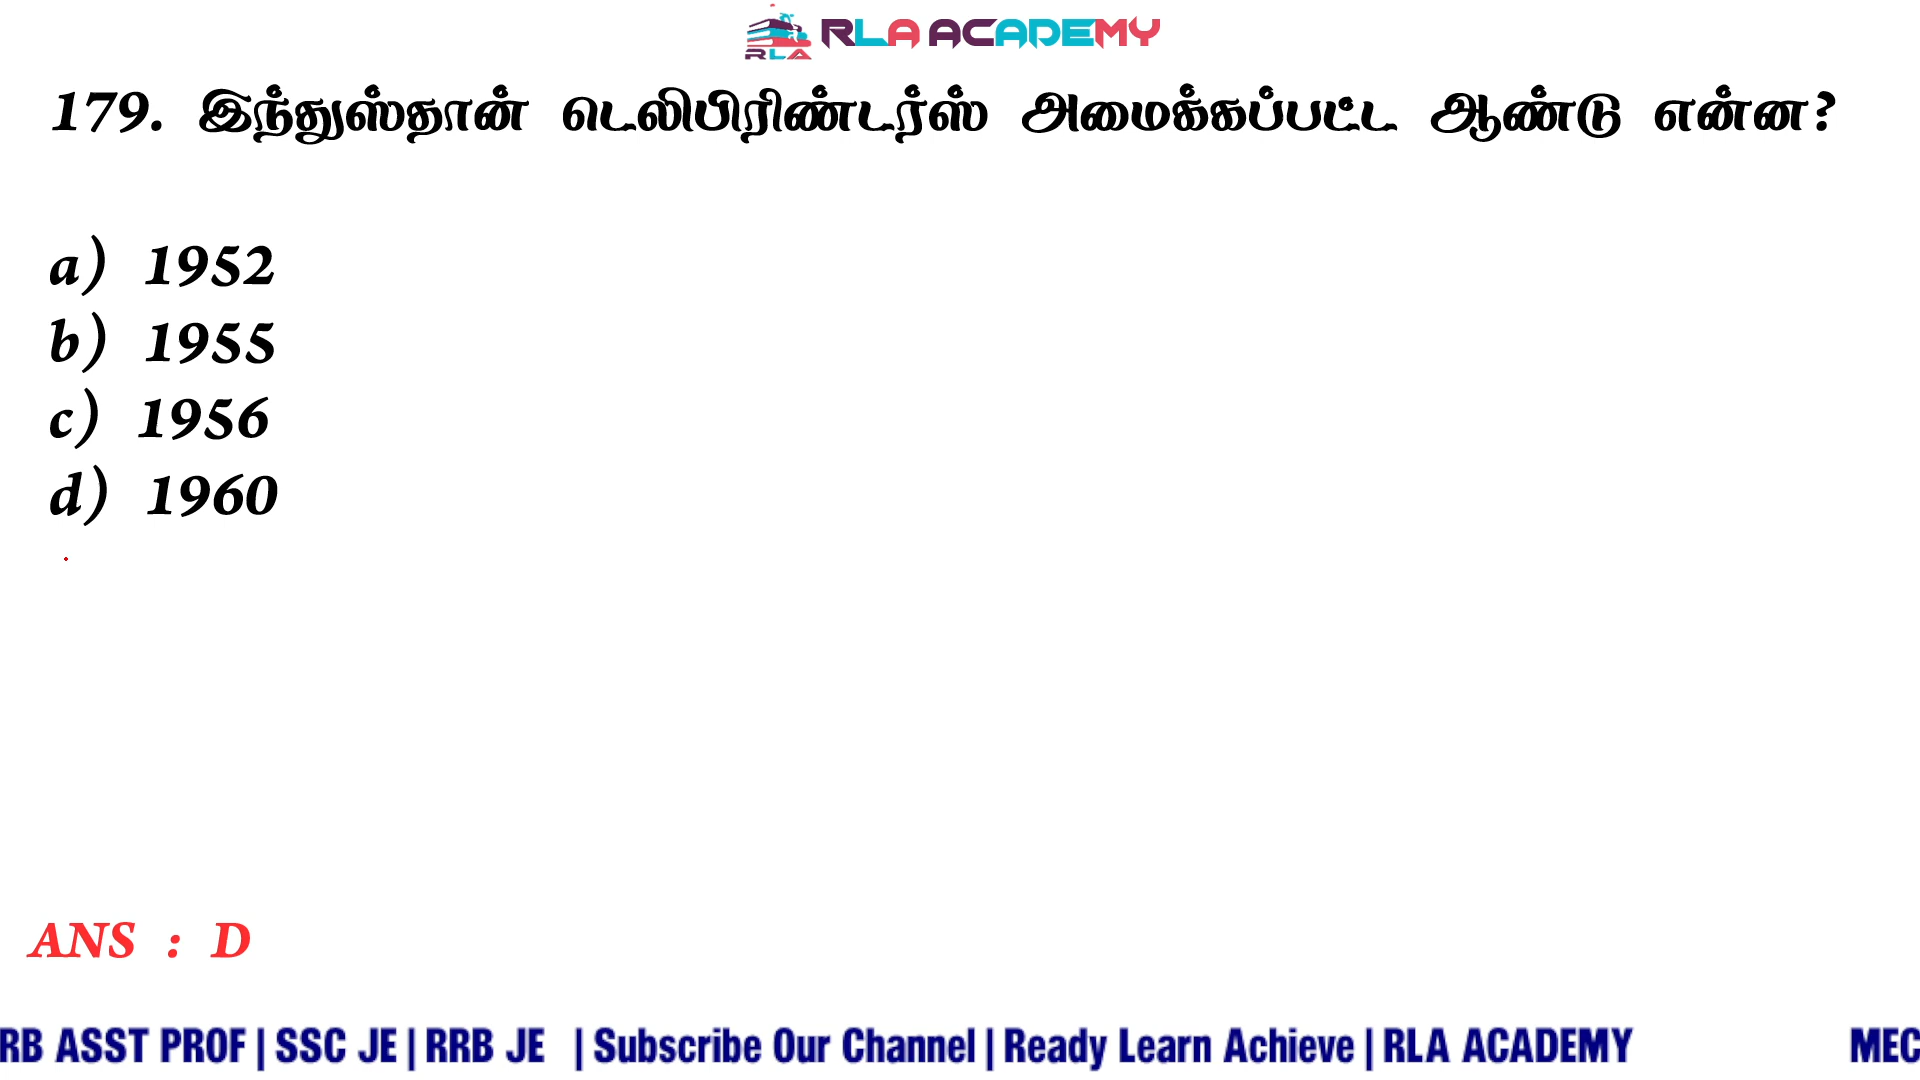 RLA ACADEMY
RLA
179. இந்துஸ்தான் டெலிபிரிண்டர்ஸ் அமைக்கப்பட்ட ஆண்டு என்ன?
a) 1952
b) 1955
c) 1956
d) 1960
ANS : D
RB ASST PROF | SSC JE | RRB JE | Subscribe Our Channel | Ready Learn Achieve | RLA ACADEMY MEC